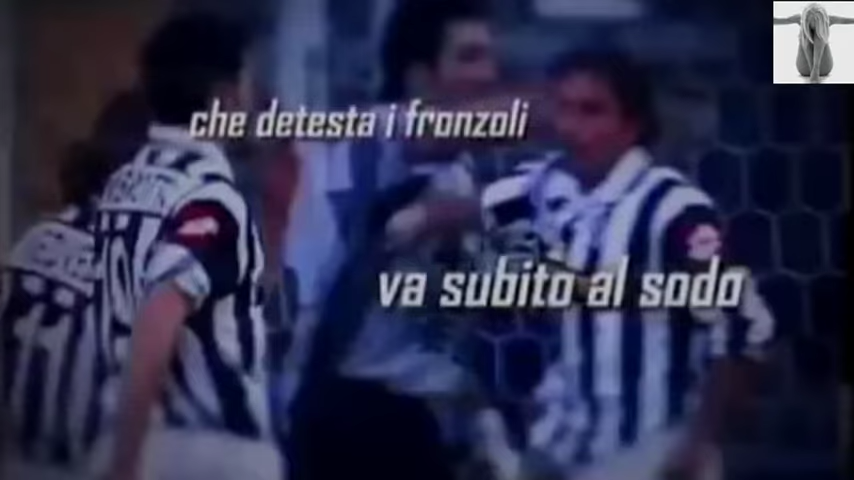 che detesta i fronzoli
va subito al sodo